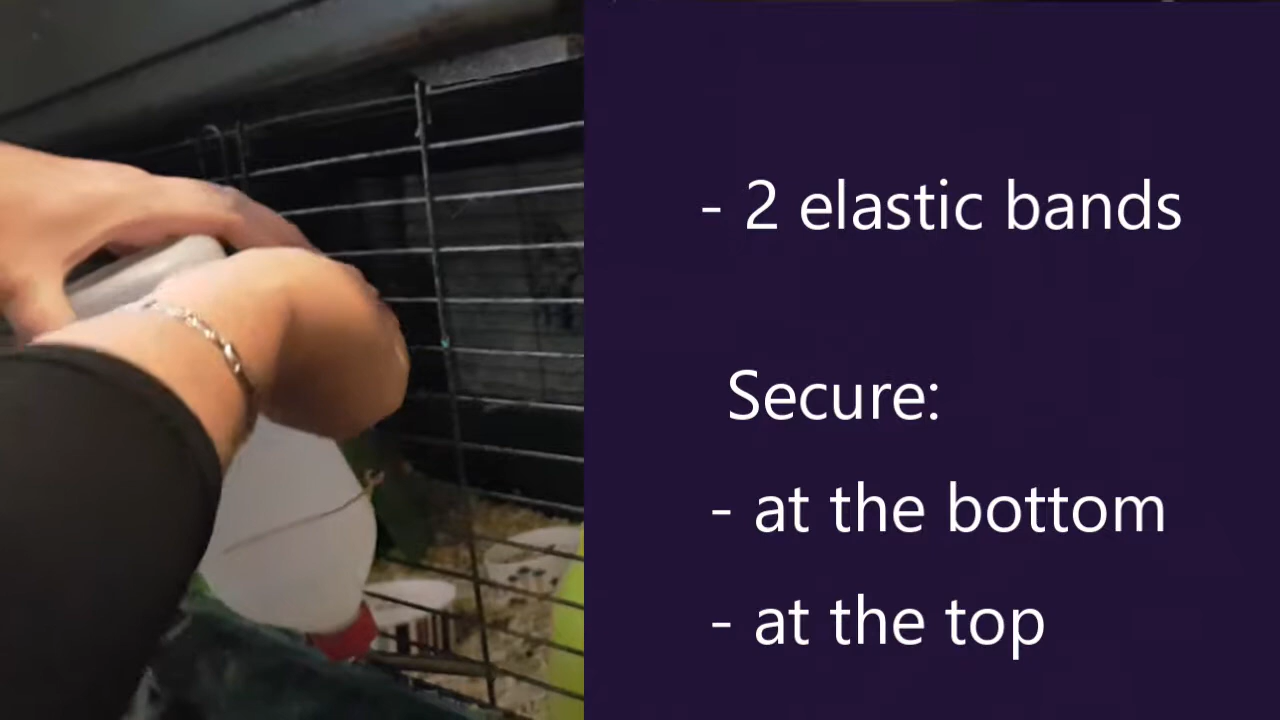 - 2 elastic bands
Secure:
- at the bottom
- at the top